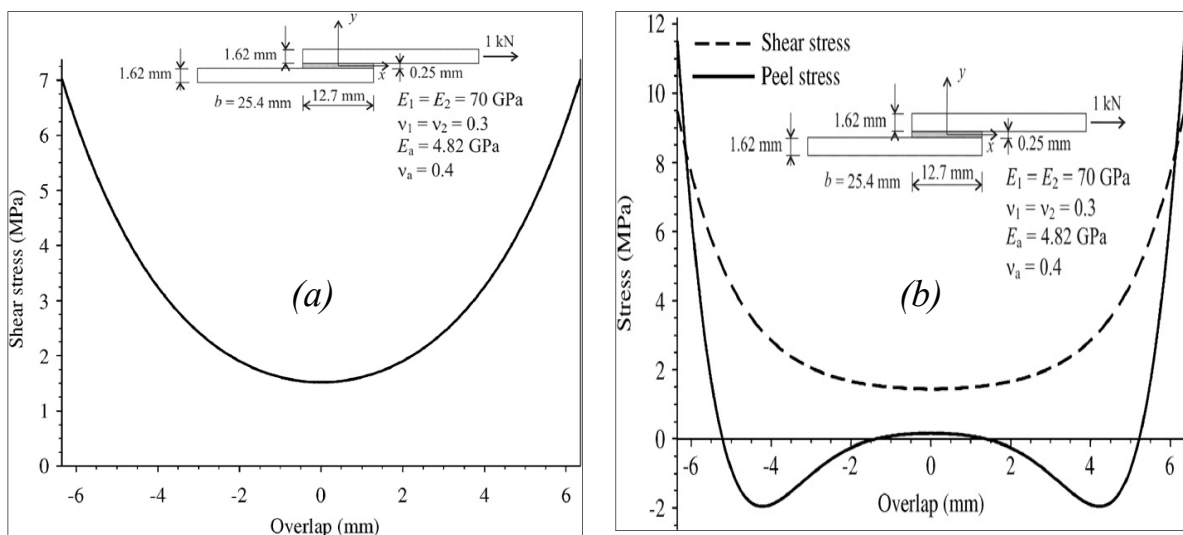 y
1 kN
1.62 mm
x
1.62 mm
0.25 mm
b = 25.4 mm
12.7 mm
E1 = E2 = 70 GPa
ν1 = ν2 = 0.3
Ea = 4.82 GPa
νa = 0.4
(a)
7
6
5
4
3
2
1
0
-6
-4
-2
0
2
4
6
Shear stress (MPa)
Overlap (mm)
Shear stress
Peel stress
y
1 kN
1.62 mm
x
1.62 mm
0.25 mm
b = 25.4 mm
12.7 mm
E1 = E2 = 70 GPa
ν1 = ν2 = 0.3
Ea = 4.82 GPa
νa = 0.4
(b)
12
10
8
6
4
2
0
-2
-6
-4
-2
0
2
4
6
Stress (MPa)
Overlap (mm)